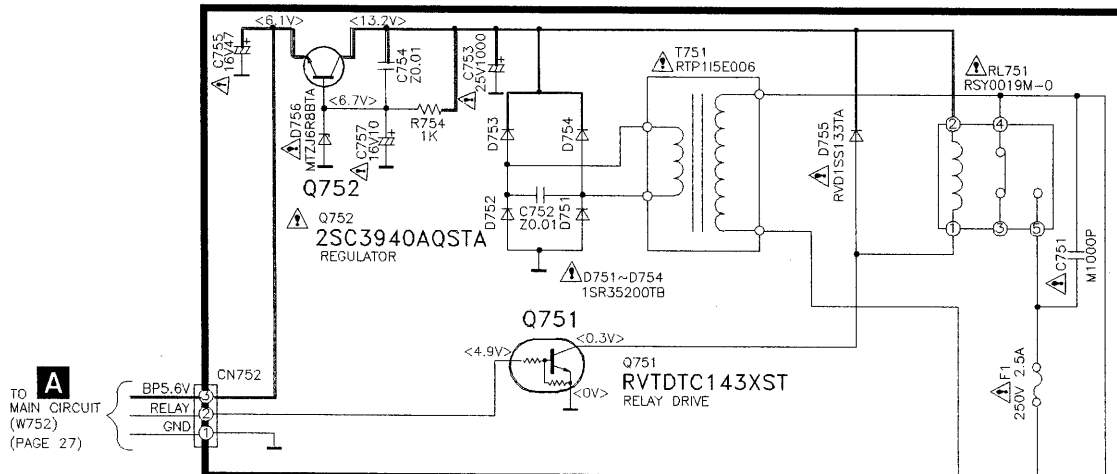 <6.1V>
<13.2V>
C755
16V47
C754
Z0.01
C753
25V1000
T751
RTP1I5E006
RL751
RSY0019M-0
<6.7V>
D756
MTZJ6R8BTA
C757
16V10
R754
1K
D753
D754
D755
RVD1SS133TA
2
4
Q752
D752
C752
Z0.01
D751
Q752
2SC3940AQSTA
REGULATOR
1
3
5
C751
M1000P
D751~D754
1SR35200TB
Q751
<4.9V>
<0.3V>
<0V>
Q751
RVTDTC143XST
RELAY DRIVE
F1
250V 2.5A
CN752
TO A
MAIN CIRCUIT
(W752)
(PAGE 27)
BP5.6V
3
RELAY
2
GND
1